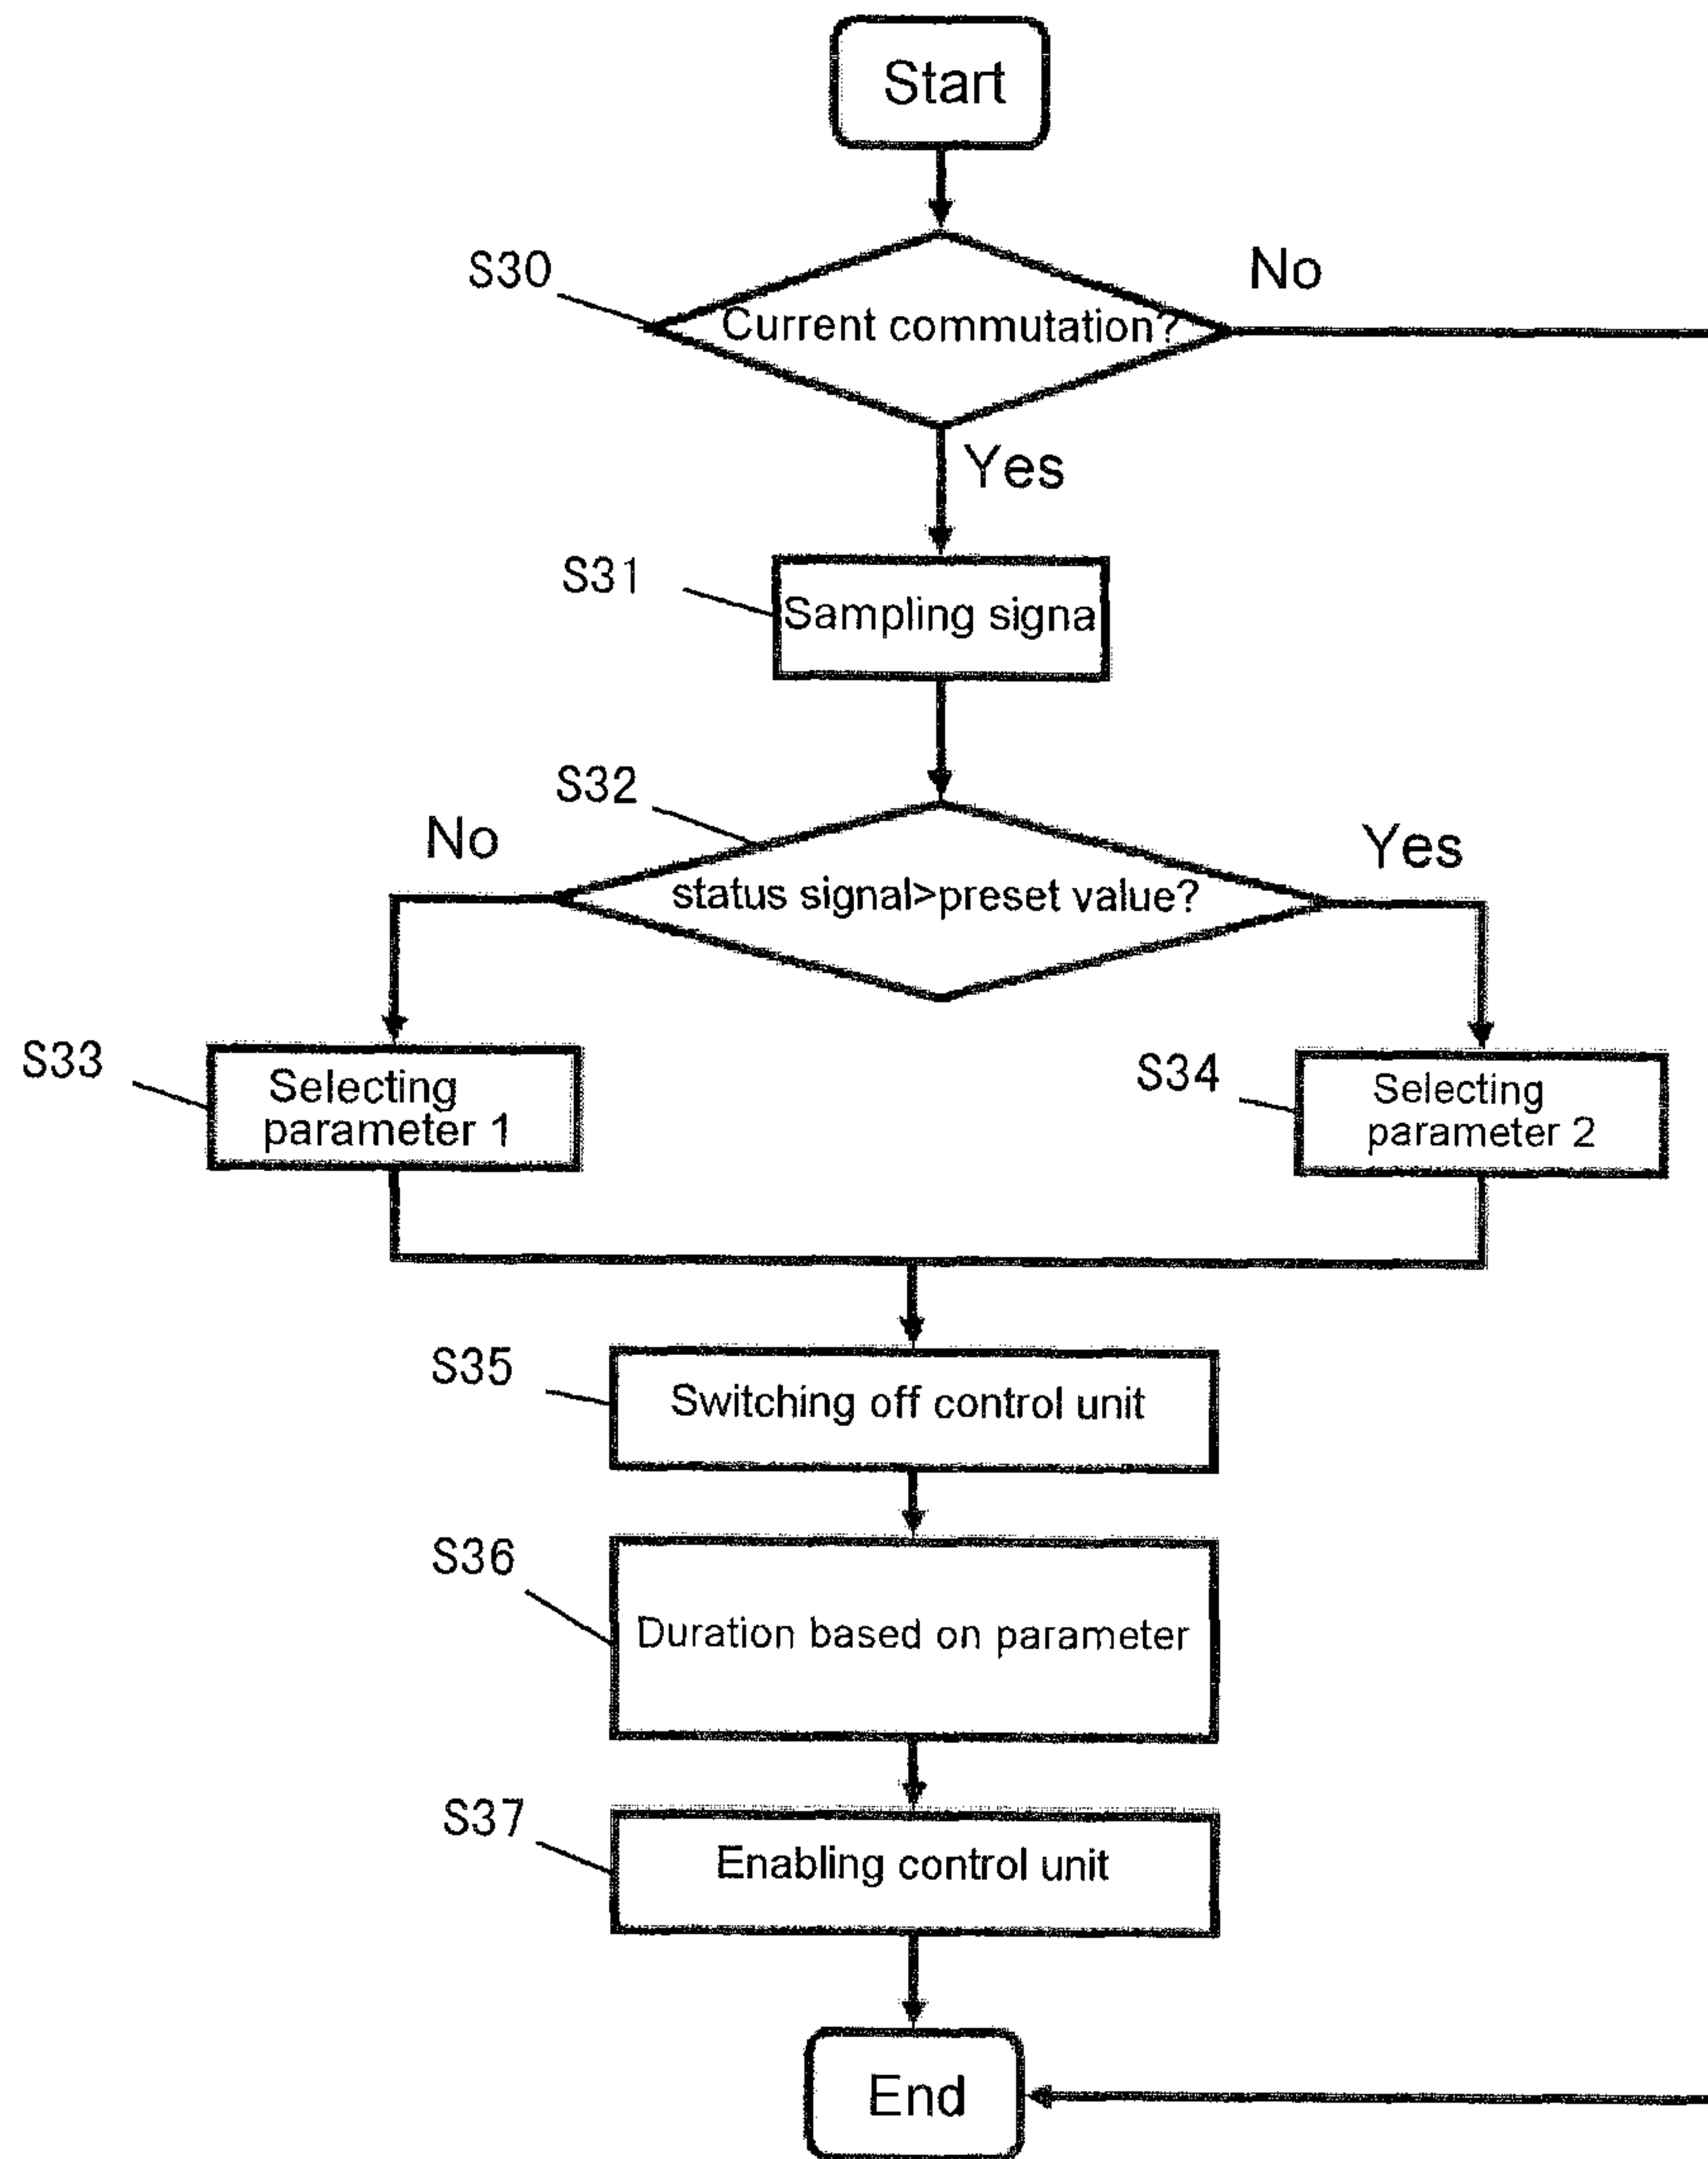 Start
S30
Current commutation?
No
Yes
S31
Sampling signa
S32
No
status signal>preset value?
Yes
S33
Selecting
parameter 1
S34
Selecting
parameter 2
S35
Switching off control unit
S36
Duration based on parameter
S37
Enabling control unit
End